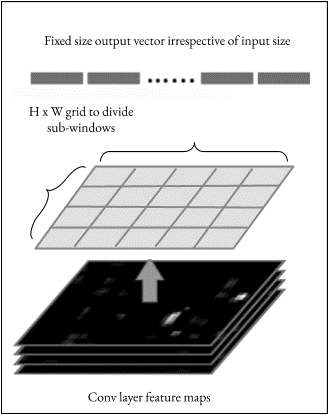 Fixed size output vector irrespective of input size
H x W grid to divide
sub-windows
Conv layer feature maps